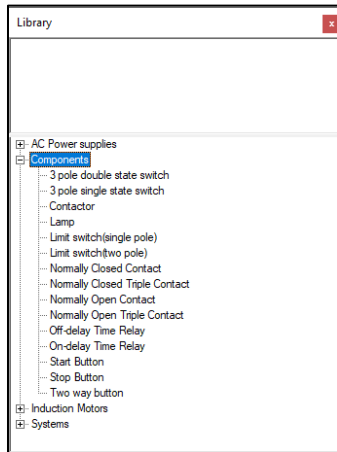 Library
x
AC Power supplies
Components
3 pole double state switch
3 pole single state switch
Contactor
Lamp
Limit switch(single pole)
Limit switch(two pole)
Normally Closed Contact
Normally Closed Triple Contact
Normally Open Contact
Normally Open Triple Contact
Off-delay Time Relay
On-delay Time Relay
Start Button
Stop Button
Two way button
Induction Motors
Systems